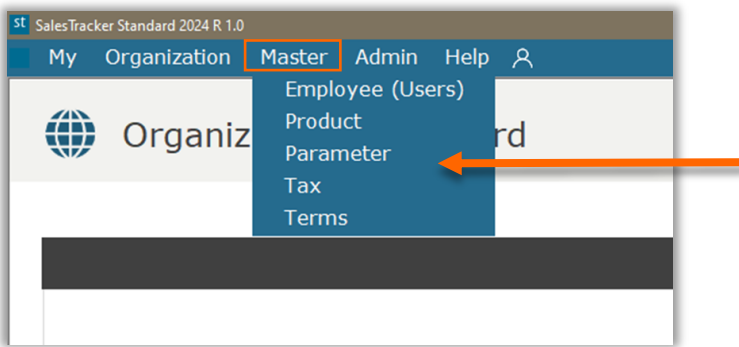 st SalesTracker Standard 2024 R 1.0
My Organization Master Admin Help
Employee (Users)
Product
Organiz rd
Parameter
Tax
Terms